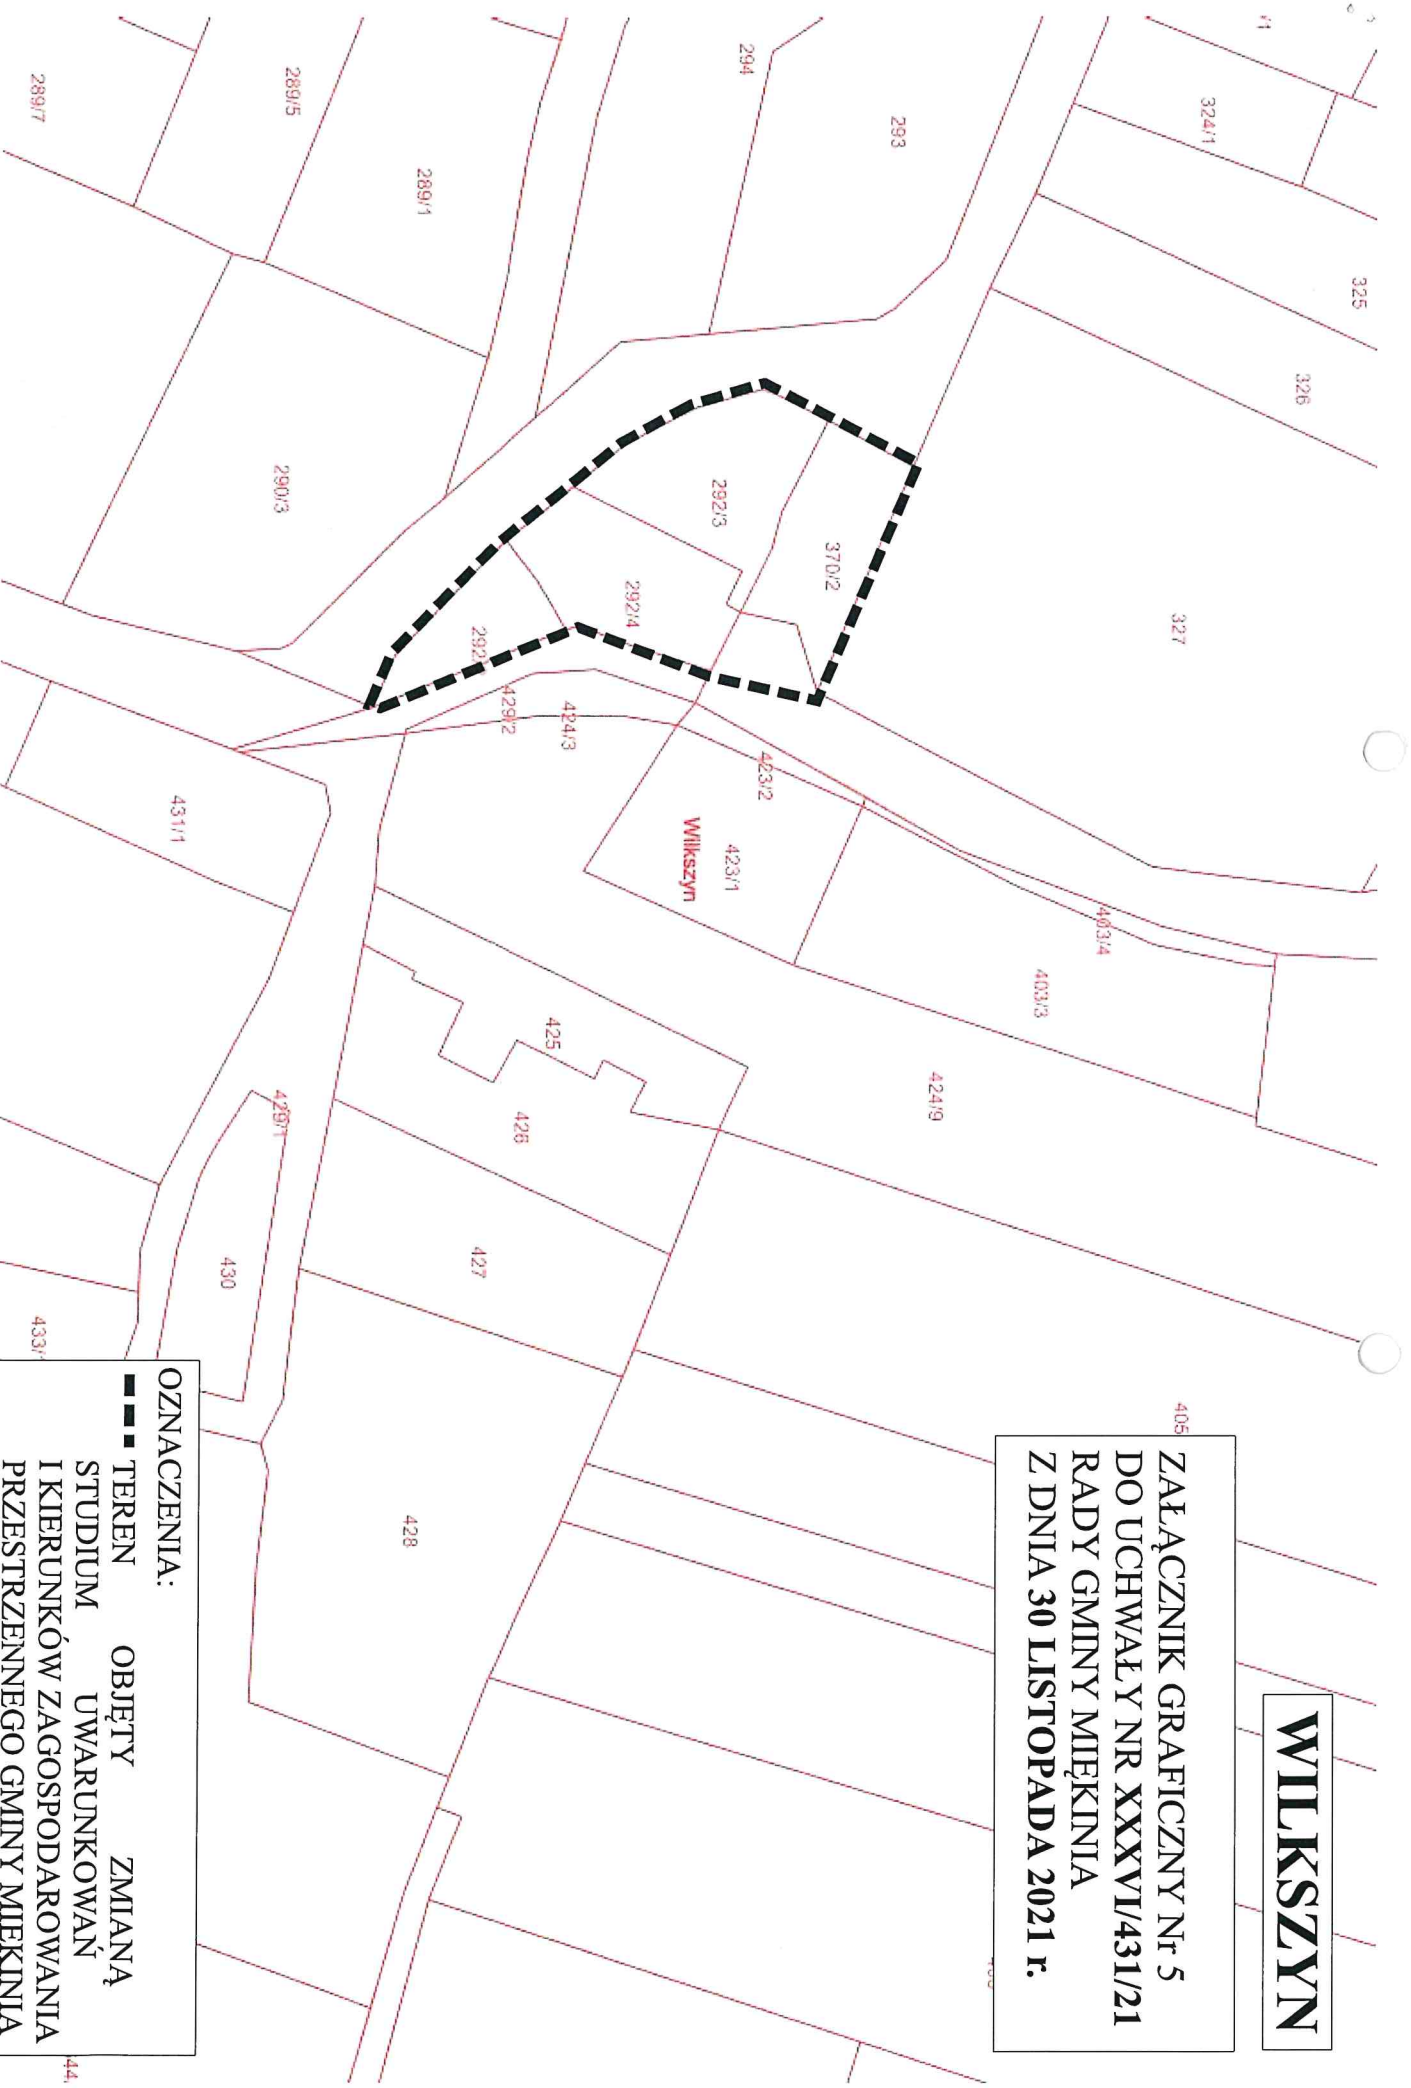 WILKSZYN
ZAŁĄCZNIK GRAFICZNY Nr 5
DO UCHWAŁY NR XXXVI/431/21
RADY GMINY MIĘKINIA
Z DNIA 30 LISTOPADA 2021 r.
324/1
325
326
327
293
294
289/5
289/1
289/7
290/3
292/3
370/2
292/4
292
429/2
424/3
423/2
423/1
Wilkszyn
403/4
403/3
424/9
405
431/1
425
426
427
429/1
430
428
433/
44
OZNACZENIA:
TEREN OBJĘTY ZMIANĄ
STUDIUM UWARUNKOWAŃ
I KIERUNKÓW ZAGOSPODAROWANIA
PRZESTRZENNEGO GMINY MIĘKINIA